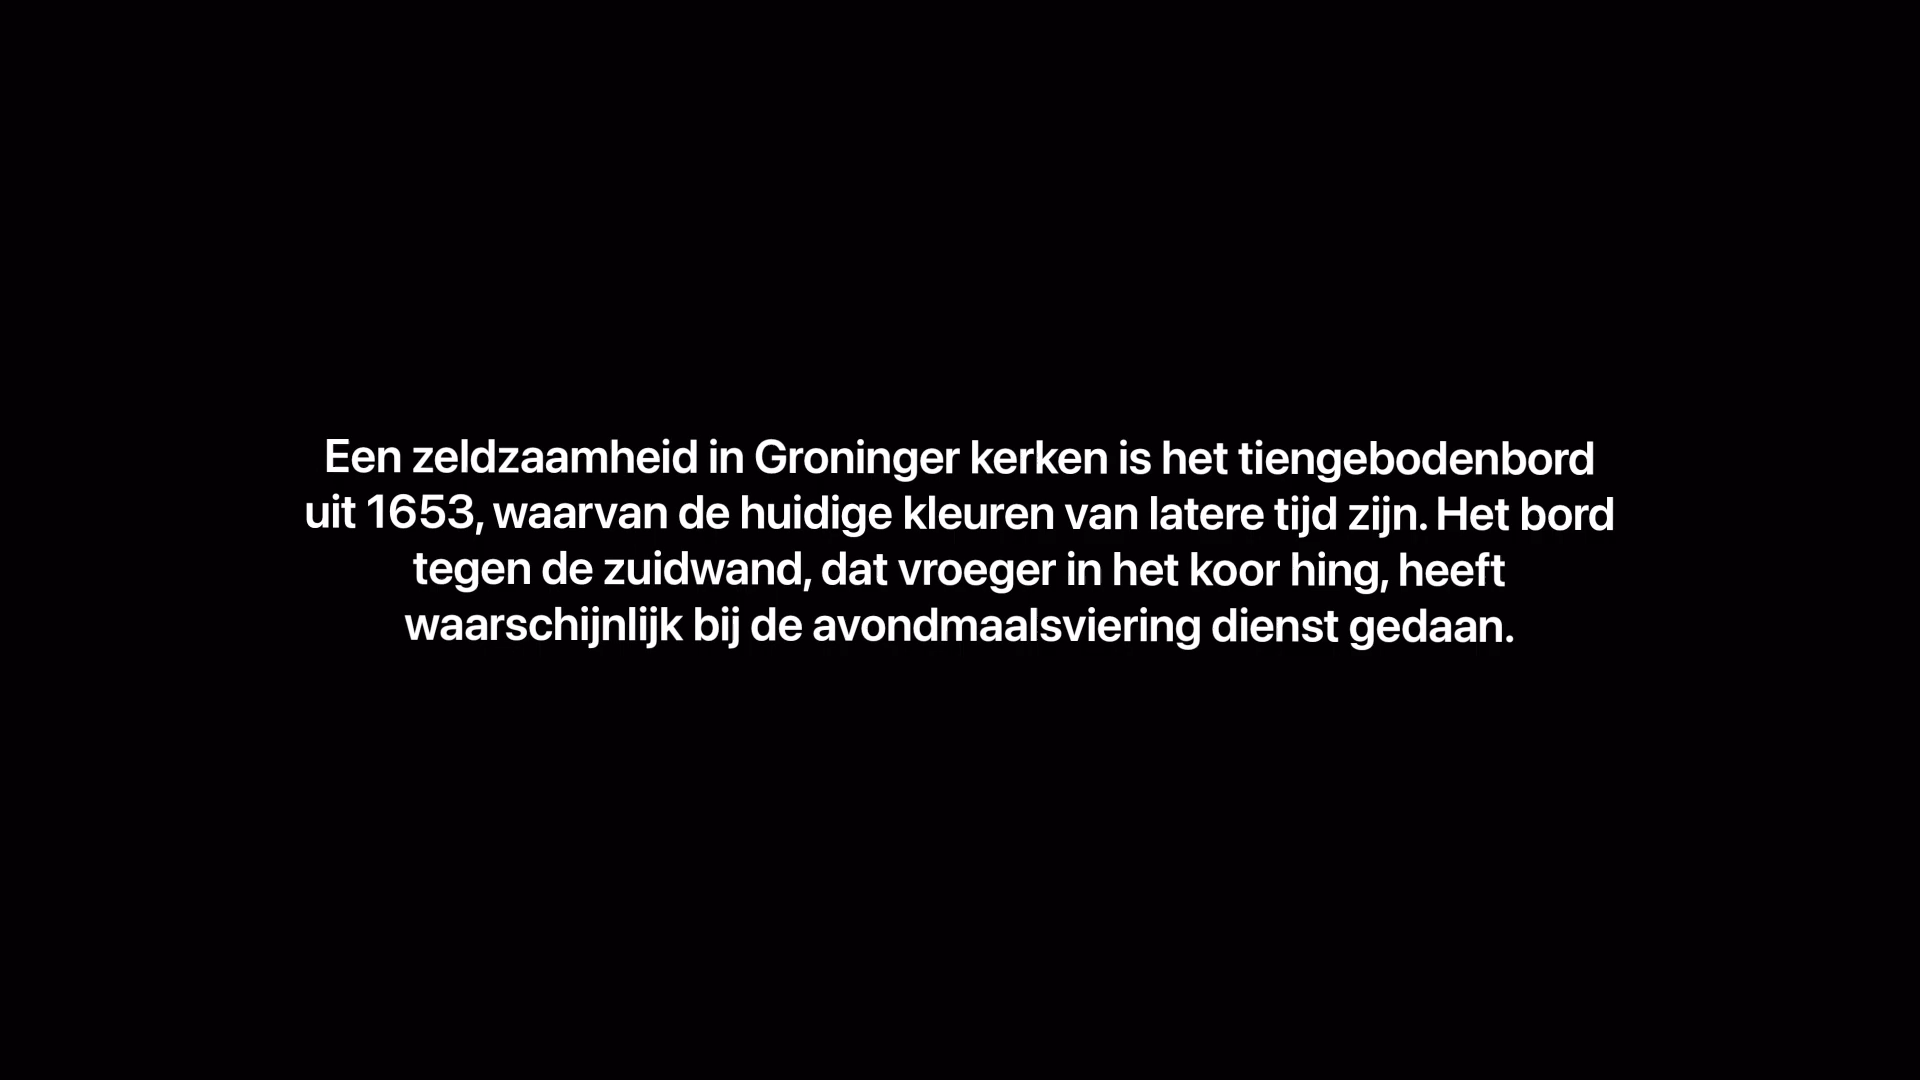 Een zeldzaamheid in Groninger kerken is het tiengebodenbord
uit 1653, waarvan de huidige kleuren van latere tijd zijn. Het bord
tegen de zuidwand, dat vroeger in het koor hing, heeft
waarschijnlijk bij de avondmaalsviering dienst gedaan.